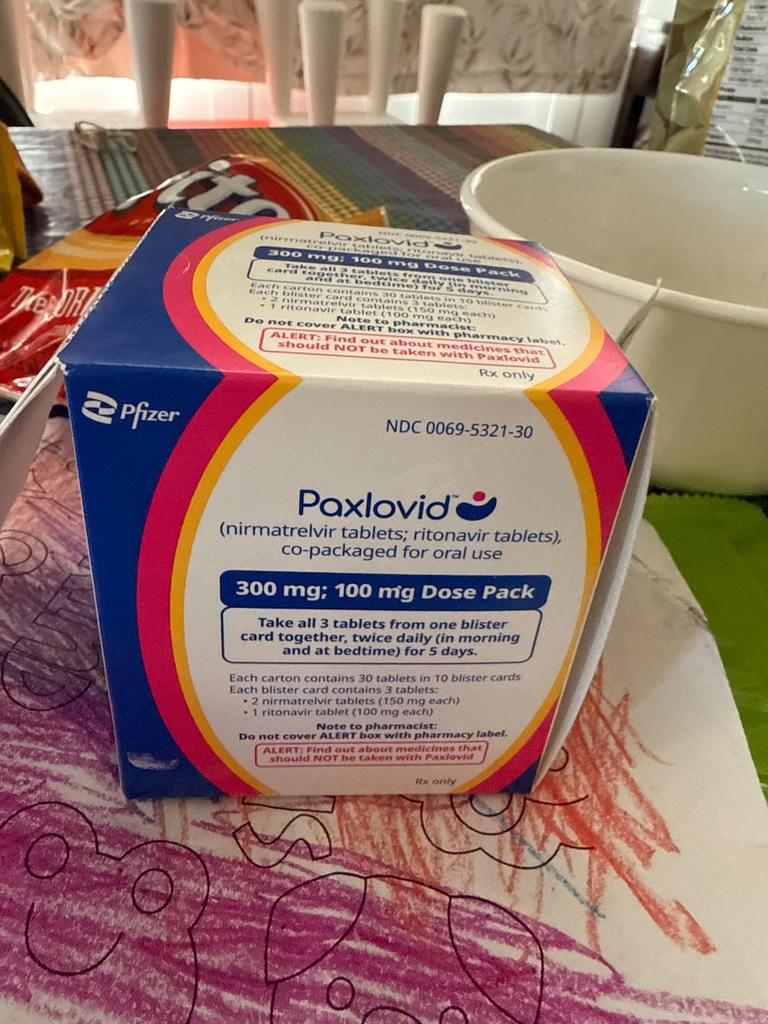 Pfizer
NDC 0069-5321-30
Paxlovid™
(nirmatrelvir tablets; ritonavir tablets),
co-packaged for oral use
300 mg; 100 mg Dose Pack
Take all 3 tablets from one blister
card together, twice daily (in morning
and at bedtime) for 5 days.
Each carton contains 30 tablets in 10 blister cards
Each blister card contains 3 tablets:
• 2 nirmatrelvir tablets (150 mg each)
• 1 ritonavir tablet (100 mg each)
Note to pharmacist:
Do not cover ALERT box with pharmacy label.
ALERT: Find out about medicines that
should NOT be taken with Paxlovid
Rx only
Pfizer
NDC 0069-5321-30
Paxlovid™
(nirmatrelvir tablets; ritonavir tablets),
co-packaged for oral use
300 mg; 100 mg Dose Pack
Take all 3 tablets from one blister
card together, twice daily (in morning
and at bedtime) for 5 days.
Each carton contains 30 tablets in 10 blister cards
Each blister card contains 3 tablets:
• 2 nirmatrelvir tablets (150 mg each)
• 1 ritonavir tablet (100 mg each)
Note to pharmacist:
Do not cover ALERT box with pharmacy label.
ALERT: Find out about medicines that
should NOT be taken with Paxlovid
Rx only